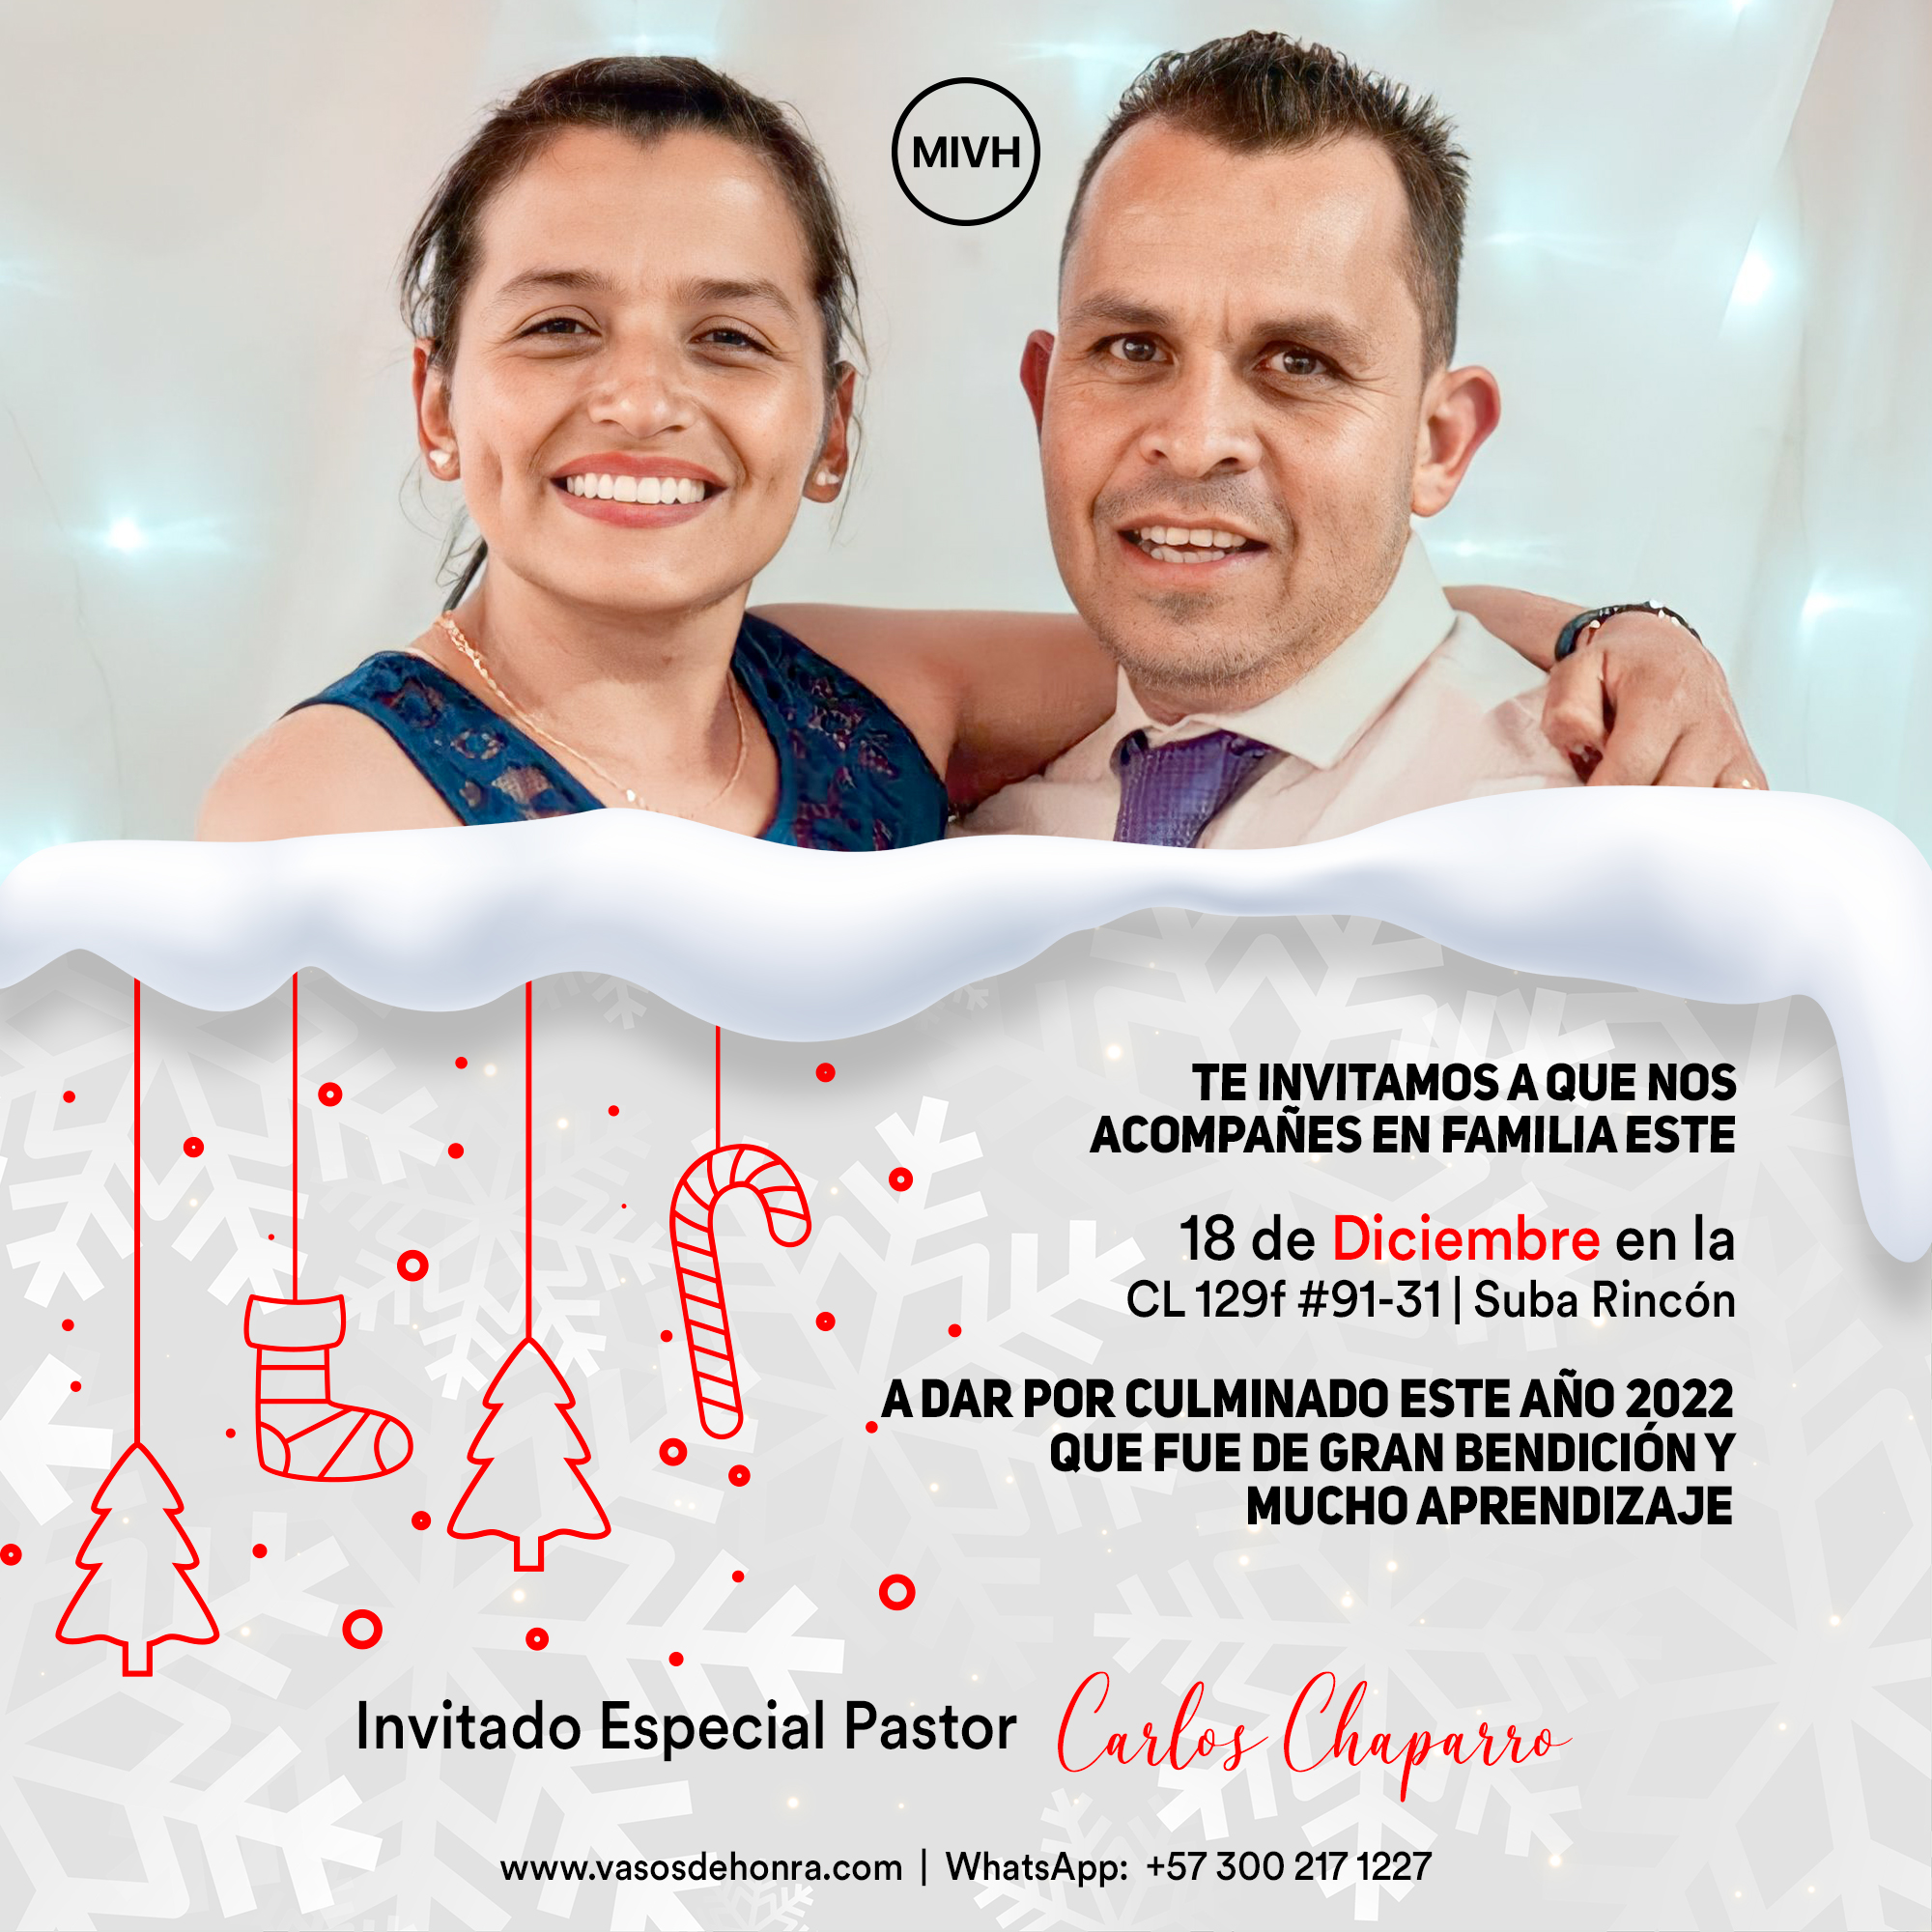 MIVH
TE INVITAMOS A QUE NOS
ACOMPAÑES EN FAMILIA ESTE
18 de Diciembre en la
CL 129f #91-31 | Suba Rincón
A DAR POR CULMINADO ESTE AÑO 2022
QUE FUE DE GRAN BENDICIÓN Y
MUCHO APRENDIZAJE
Invitado Especial Pastor Carlos Chaparro
www.vasosdehonra.com | WhatsApp: +57 300 217 1227